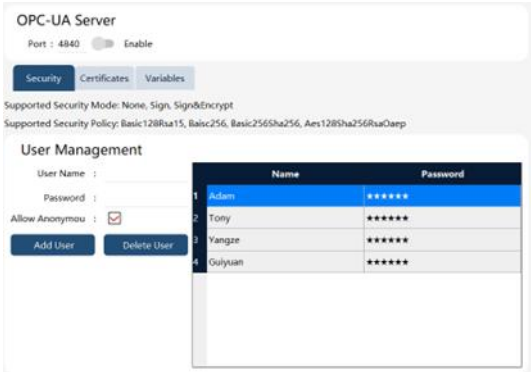 OPC-UA Server
Port : 4840 Enable
Security Certificates Variables
Supported Security Mode: None, Sign, Sign&Encrypt
Supported Security Policy: Basic128Rsa15, Baisc256, Basic256Sha256, Aes128Sha256RsaOaep
User Management
User Name :
Password :
Allow Anonymou :
Add User Delete User
Name Password
1 Adam ★★★★★★
2 Tony ★★★★★★
3 Yangze ★★★★★★
4 Guiyuan ★★★★★★